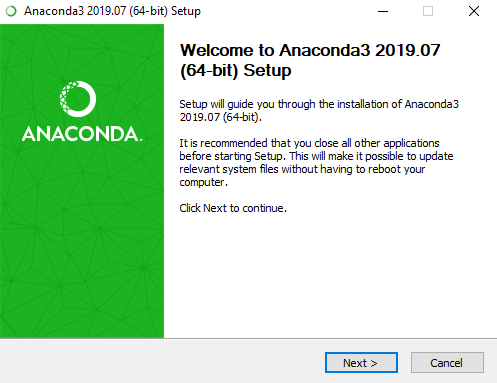 Anaconda3 2019.07 (64-bit) Setup
ANACONDA.
Welcome to Anaconda3 2019.07
(64-bit) Setup
Setup will guide you through the installation of Anaconda3
2019.07 (64-bit).
It is recommended that you close all other applications
before starting Setup. This will make it possible to update
relevant system files without having to reboot your
computer.
Click Next to continue.
Next >
Cancel